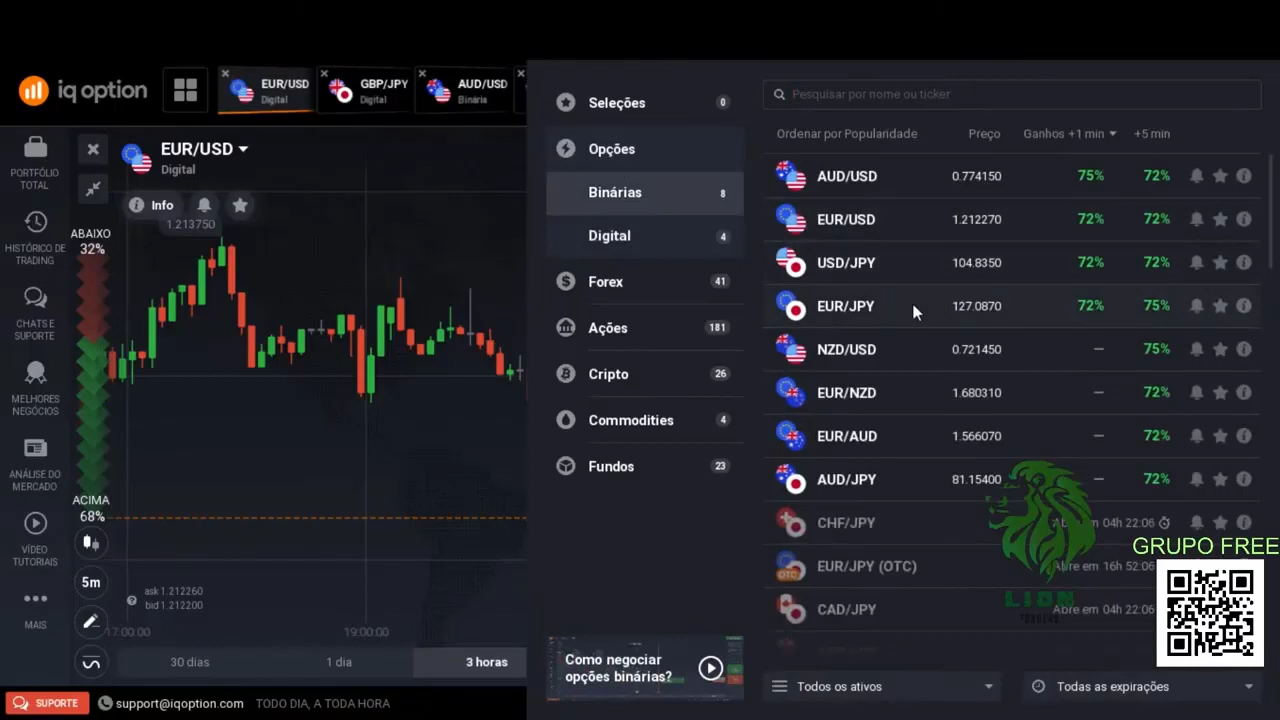 iq option
EUR/USD
Digital
GBP/JPY
Digital
AUD/USD
Binária
PORTFÓLIO
TOTAL
HISTÓRICO DE
TRADING
CHATS E
SUPORTE
MELHORES
NEGÓCIOS
ANÁLISE DO
MERCADO
VÍDEO
TUTORIAIS
MAIS
EUR/USD
Digital
Info
1.213750
ABAIXO
32%
ACIMA
68%
5m
ask 1.212260
bid 1.212200
17:00:00
19:00:00
30 dias
1 dia
3 horas
SUPORTE
support@iqoption.com
TODO DIA, A TODA HORA
Seleções 0
Opções
Binárias 8
Digital 4
Forex 41
Ações 181
Cripto 26
Commodities 4
Fundos 23
Como negociar
opções binárias?
Pesquisar por nome ou ticker
Ordenar por Popularidade Preço Ganhos +1 min +5 min
AUD/USD 0.774150 75% 72%
EUR/USD 1.212270 72% 72%
USD/JPY 104.8350 72% 72%
EUR/JPY 127.0870 72% 75%
NZD/USD 0.721450 – 75%
EUR/NZD 1.680310 – 72%
EUR/AUD 1.566070 – 72%
AUD/JPY 81.15400 – 72%
CHF/JPY Abre em 04h 22:06
EUR/JPY (OTC) Abre em 16h 52:06
OTC
CAD/JPY Abre em 04h 22:06
LION
GRUPO FREE
Todos os ativos
Todas as expirações